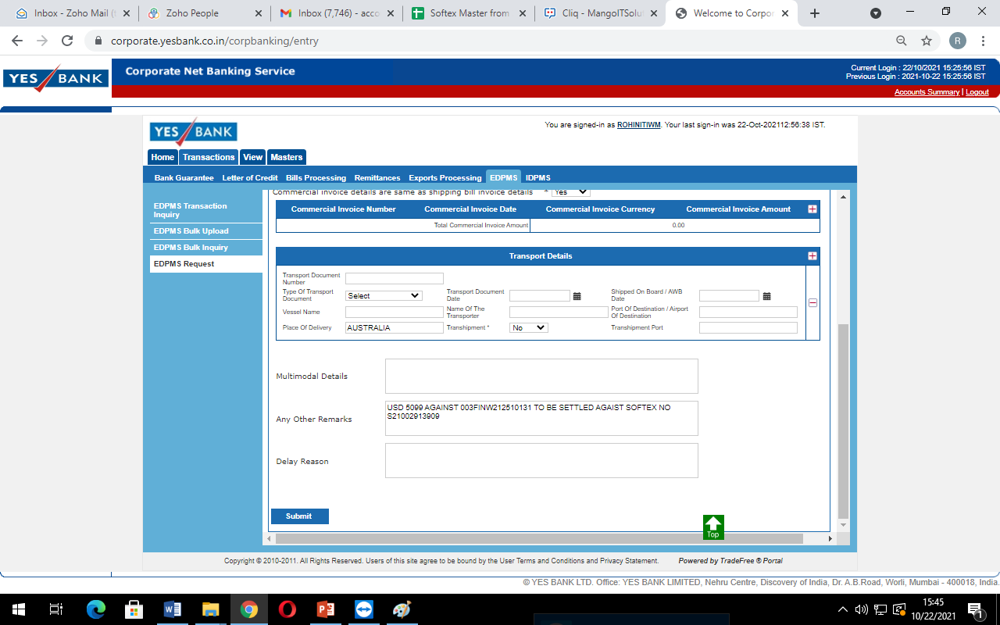 Inbox - Zoho Mail (
Zoho People
Inbox (7,746) - acco
Softex Master from
Cliq - MangoITSolu
Welcome to Corpor
corporate.yesbank.co.in/corpbanking/entry
R
YES BANK
Corporate Net Banking Service
Current Login : 22/10/2021 15:25:56 IST
Previous Login : 2021-10-22 15:25:56 IST
Accounts Summary | Logout
YES BANK
You are signed-in as ROHINITIWM. Your last sign-in was 22-Oct-202112:56:38 IST.
Home Transactions View Masters
Bank Guarantee Letter of Credit Bills Processing Remittances Exports Processing EDPMS IDPMS
EDPMS Transaction
Inquiry
EDPMS Bulk Upload
EDPMS Bulk Inquiry
EDPMS Request
Commercial invoice details are same as shipping bill invoice details * Yes
Commercial Invoice Number Commercial Invoice Date Commercial Invoice Currency Commercial Invoice Amount
Total Commercial Invoice Amount 0.00
Transport Details
Transport Document
Number
Type Of Transport
Document
Select
Transport Document
Date
Shipped On Board / AWB
Date
Vessel Name
Name Of The
Transporter
Port Of Destination / Airport
Of Destination
Place Of Delivery AUSTRALIA Transhipment * No Transhipment Port
Multimodal Details
Any Other Remarks
USD 5099 AGAINST 003FINW212510131 TO BE SETTLED AGAIST SOFTEX NO
S21002913909
Delay Reason
Submit
Top
Copyright © 2010-2011. All Rights Reserved. Users of this site agree to be bound by the User Terms and Conditions and Privacy Statement. Powered by TradeFree ® Portal
© YES BANK LTD. Office: YES BANK LIMITED, Nehru Centre, Discovery of India, Dr. A.B.Road, Worli, Mumbai - 400018, India.
15:45
10/22/2021
1